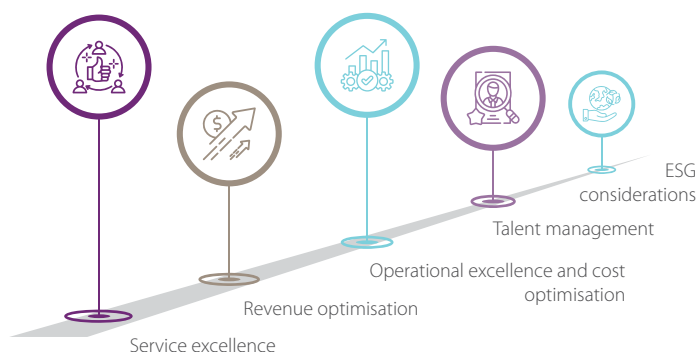 ESG
considerations
Talent management
Operational excellence and cost
optimisation
Revenue optimisation
Service excellence